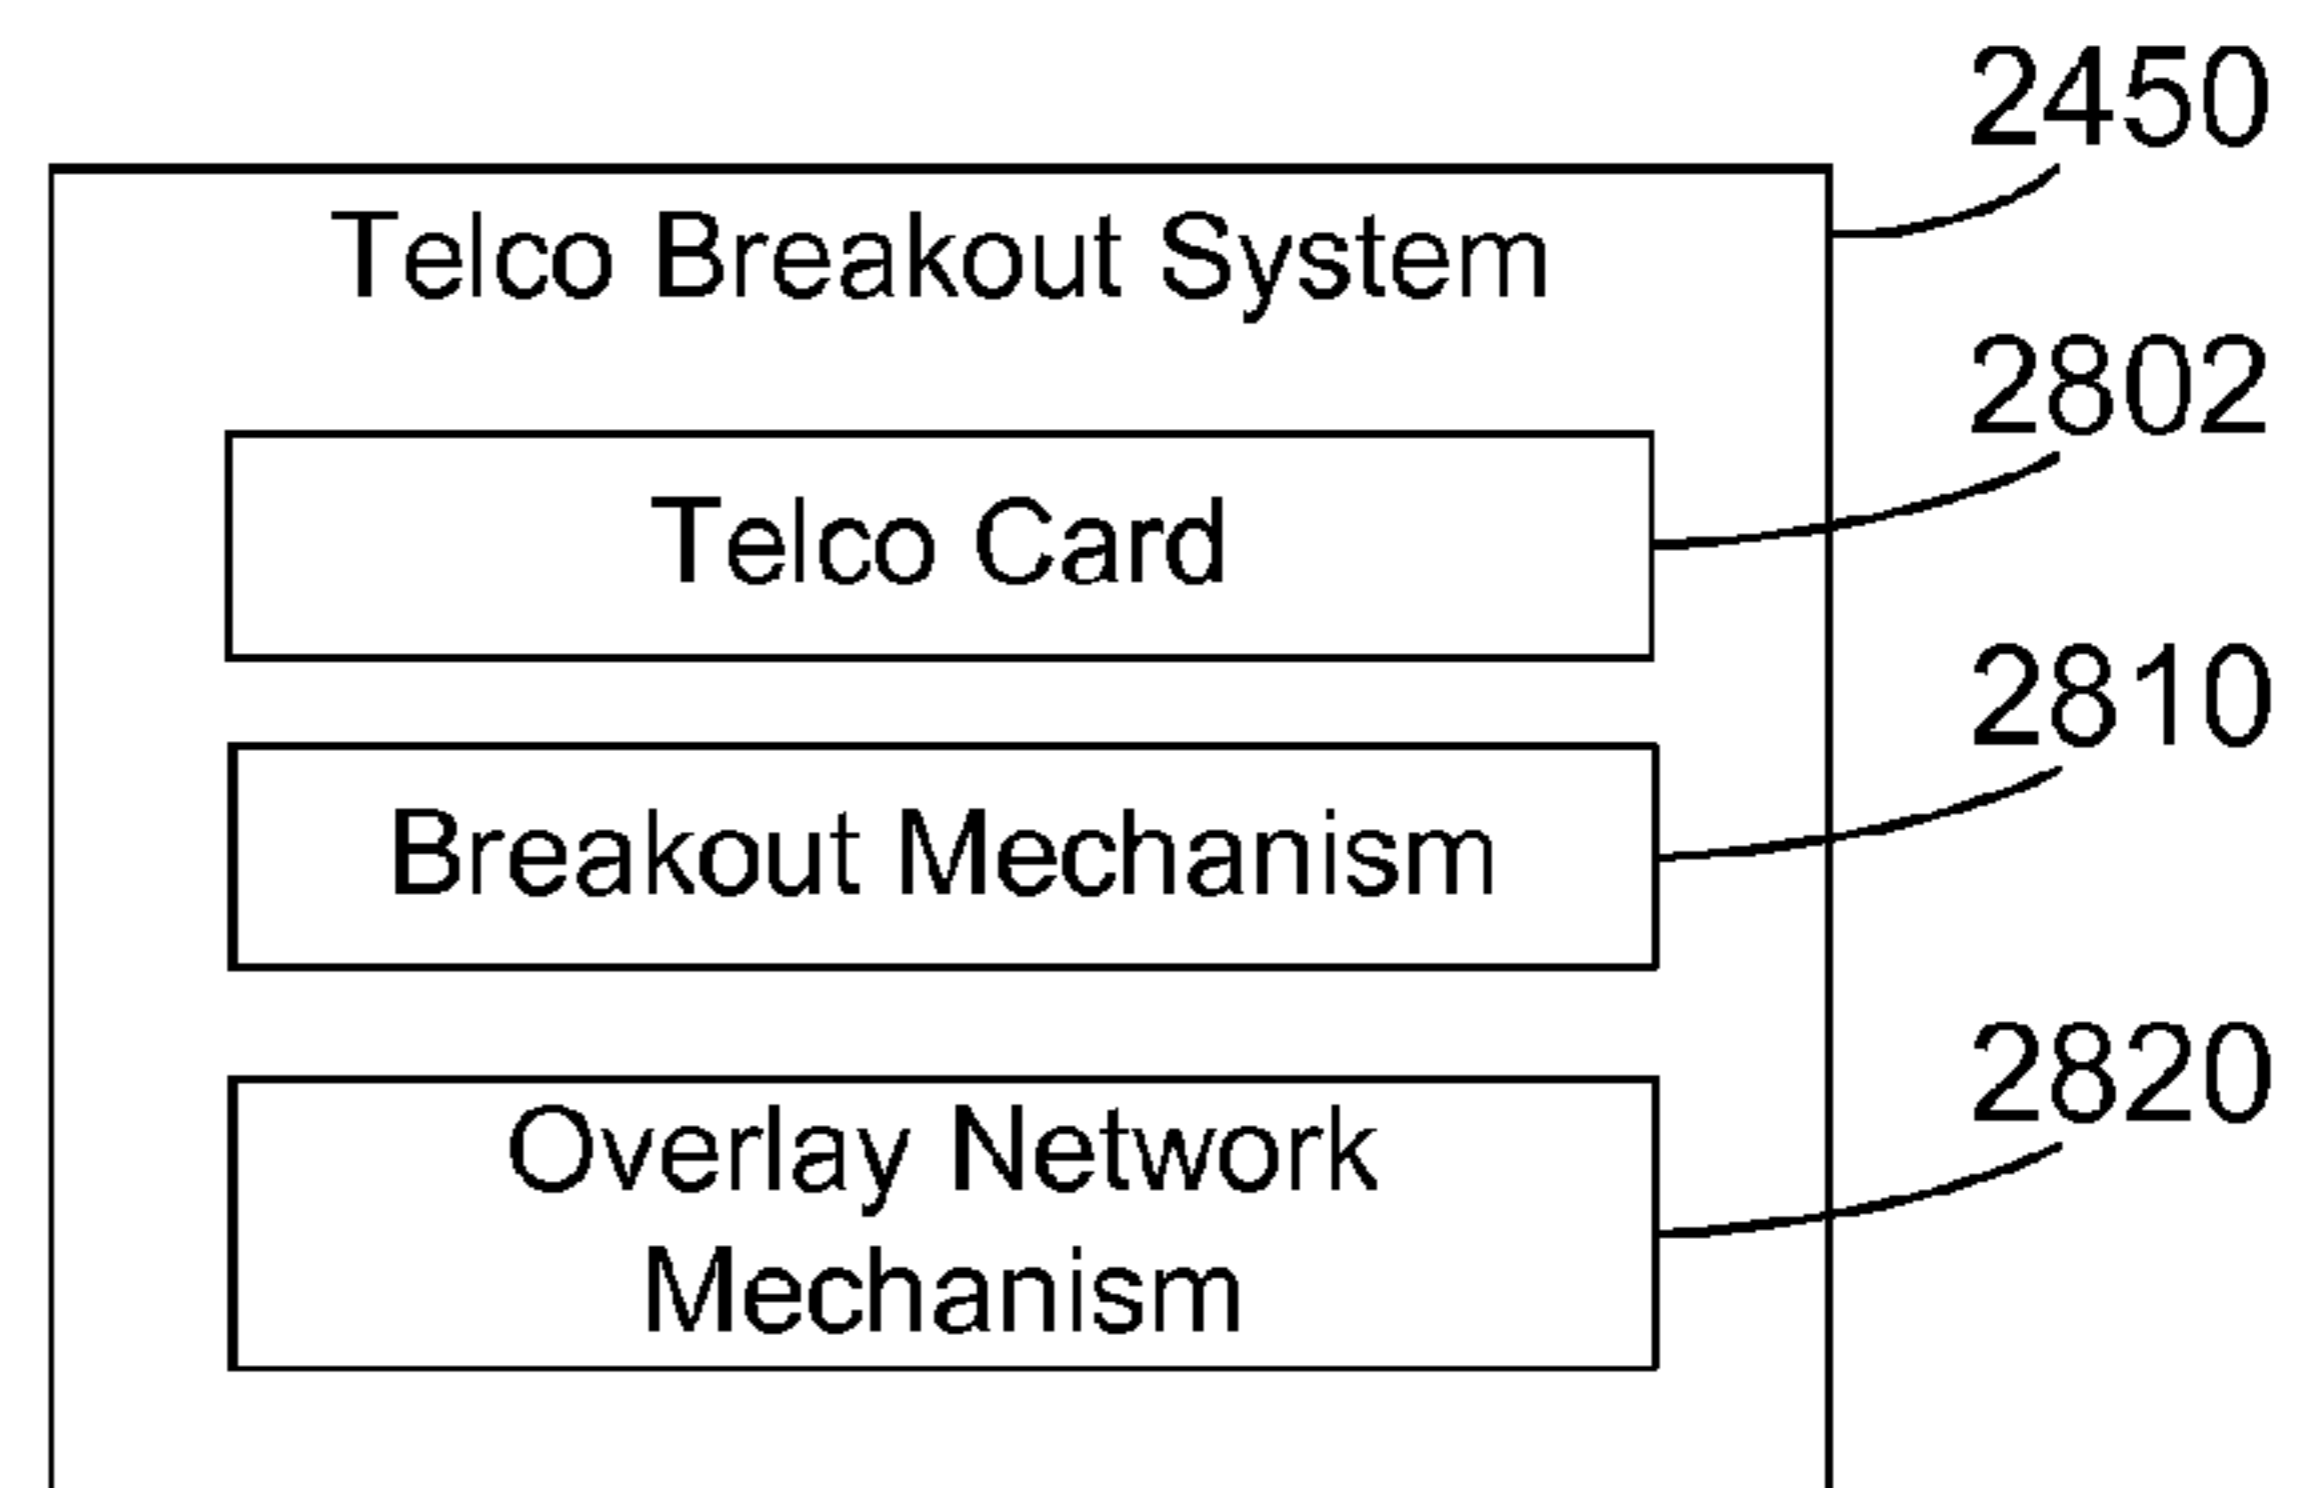 2450
Telco Breakout System
2802
Telco Card
2810
Breakout Mechanism
2820
Overlay Network
Mechanism